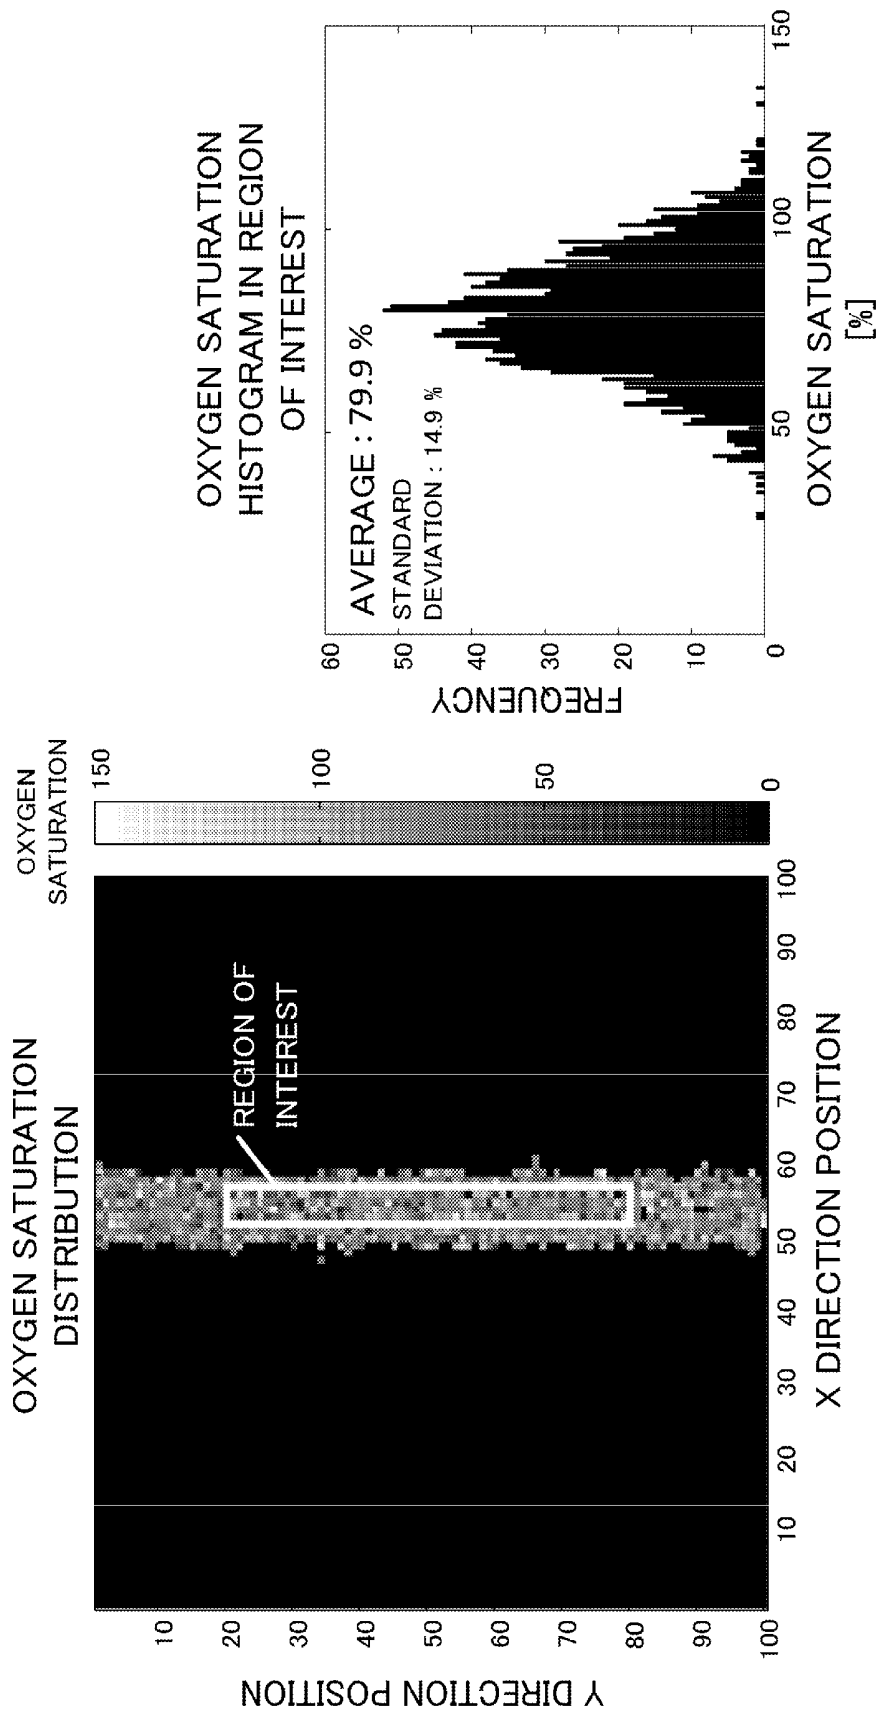 OXYGEN SATURATION
DISTRIBUTION
OXYGEN
SATURATION
REGION OF
INTEREST
150
100
50
0
10
20
30
40
50
60
70
80
90
100
Y DIRECTION POSITION
10
20
30
40
50
60
70
80
90
100
X DIRECTION POSITION
OXYGEN SATURATION
HISTOGRAM IN REGION
OF INTEREST
AVERAGE : 79.9 %
STANDARD
DEVIATION : 14.9 %
60
50
40
30
20
10
0
FREQUENCY
50
100
150
OXYGEN SATURATION
[%]